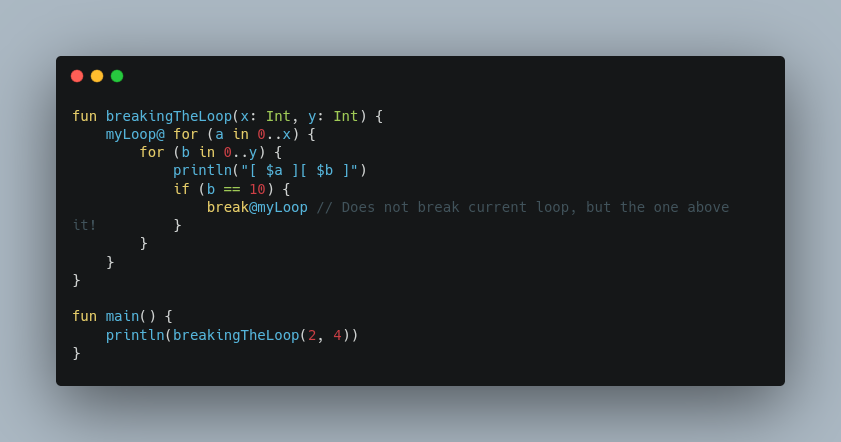 fun breakingTheLoop(x: Int, y: Int) {
    myLoop@ for (a in 0..x) {
        for (b in 0..y) {
            println("[ $a ][ $b ]")
            if (b == 10) {
                break@myLoop // Does not break current loop, but the one above
it!         }
        }
    }
}

fun main() {
    println(breakingTheLoop(2, 4))
}